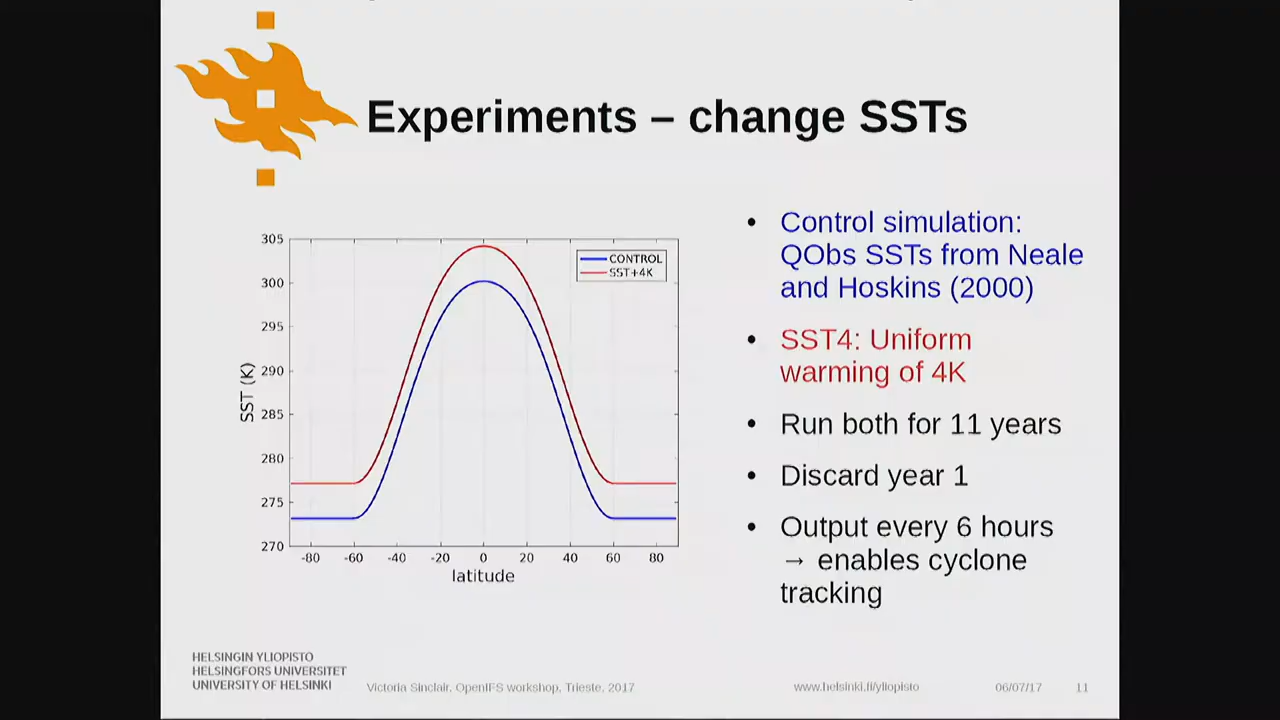 Experiments – change SSTs
305
300
295
290
285
280
275
270
SST (K)
-80 -60 -40 -20 0 20 40 60 80
latitude
CONTROL
SST+4K
• Control simulation:
QObs SSTs from Neale
and Hoskins (2000)
• SST4: Uniform
warming of 4K
• Run both for 11 years
• Discard year 1
• Output every 6 hours
→ enables cyclone
tracking
HELSINGIN YLIOPISTO
HELSINGFORS UNIVERSITET
UNIVERSITY OF HELSINKI
Victoria Sinclair, OpenIFS workshop, Trieste, 2017
www.helsinki.fi/yliopisto
06/07/17
11